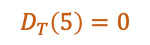 D_T(5) = 0